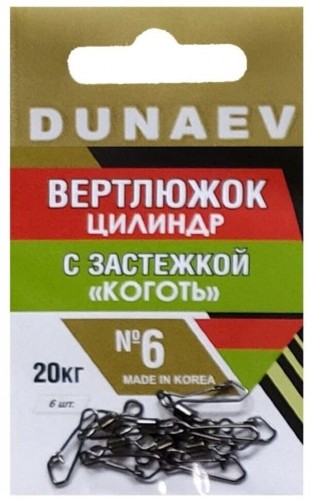 DUNAEV
ВЕРТЛЮЖОК
ЦИЛИНДР
С ЗАСТЕЖКОЙ
«КОГОТЬ»
№6
20КГ
MADE IN KOREA
6 шт.